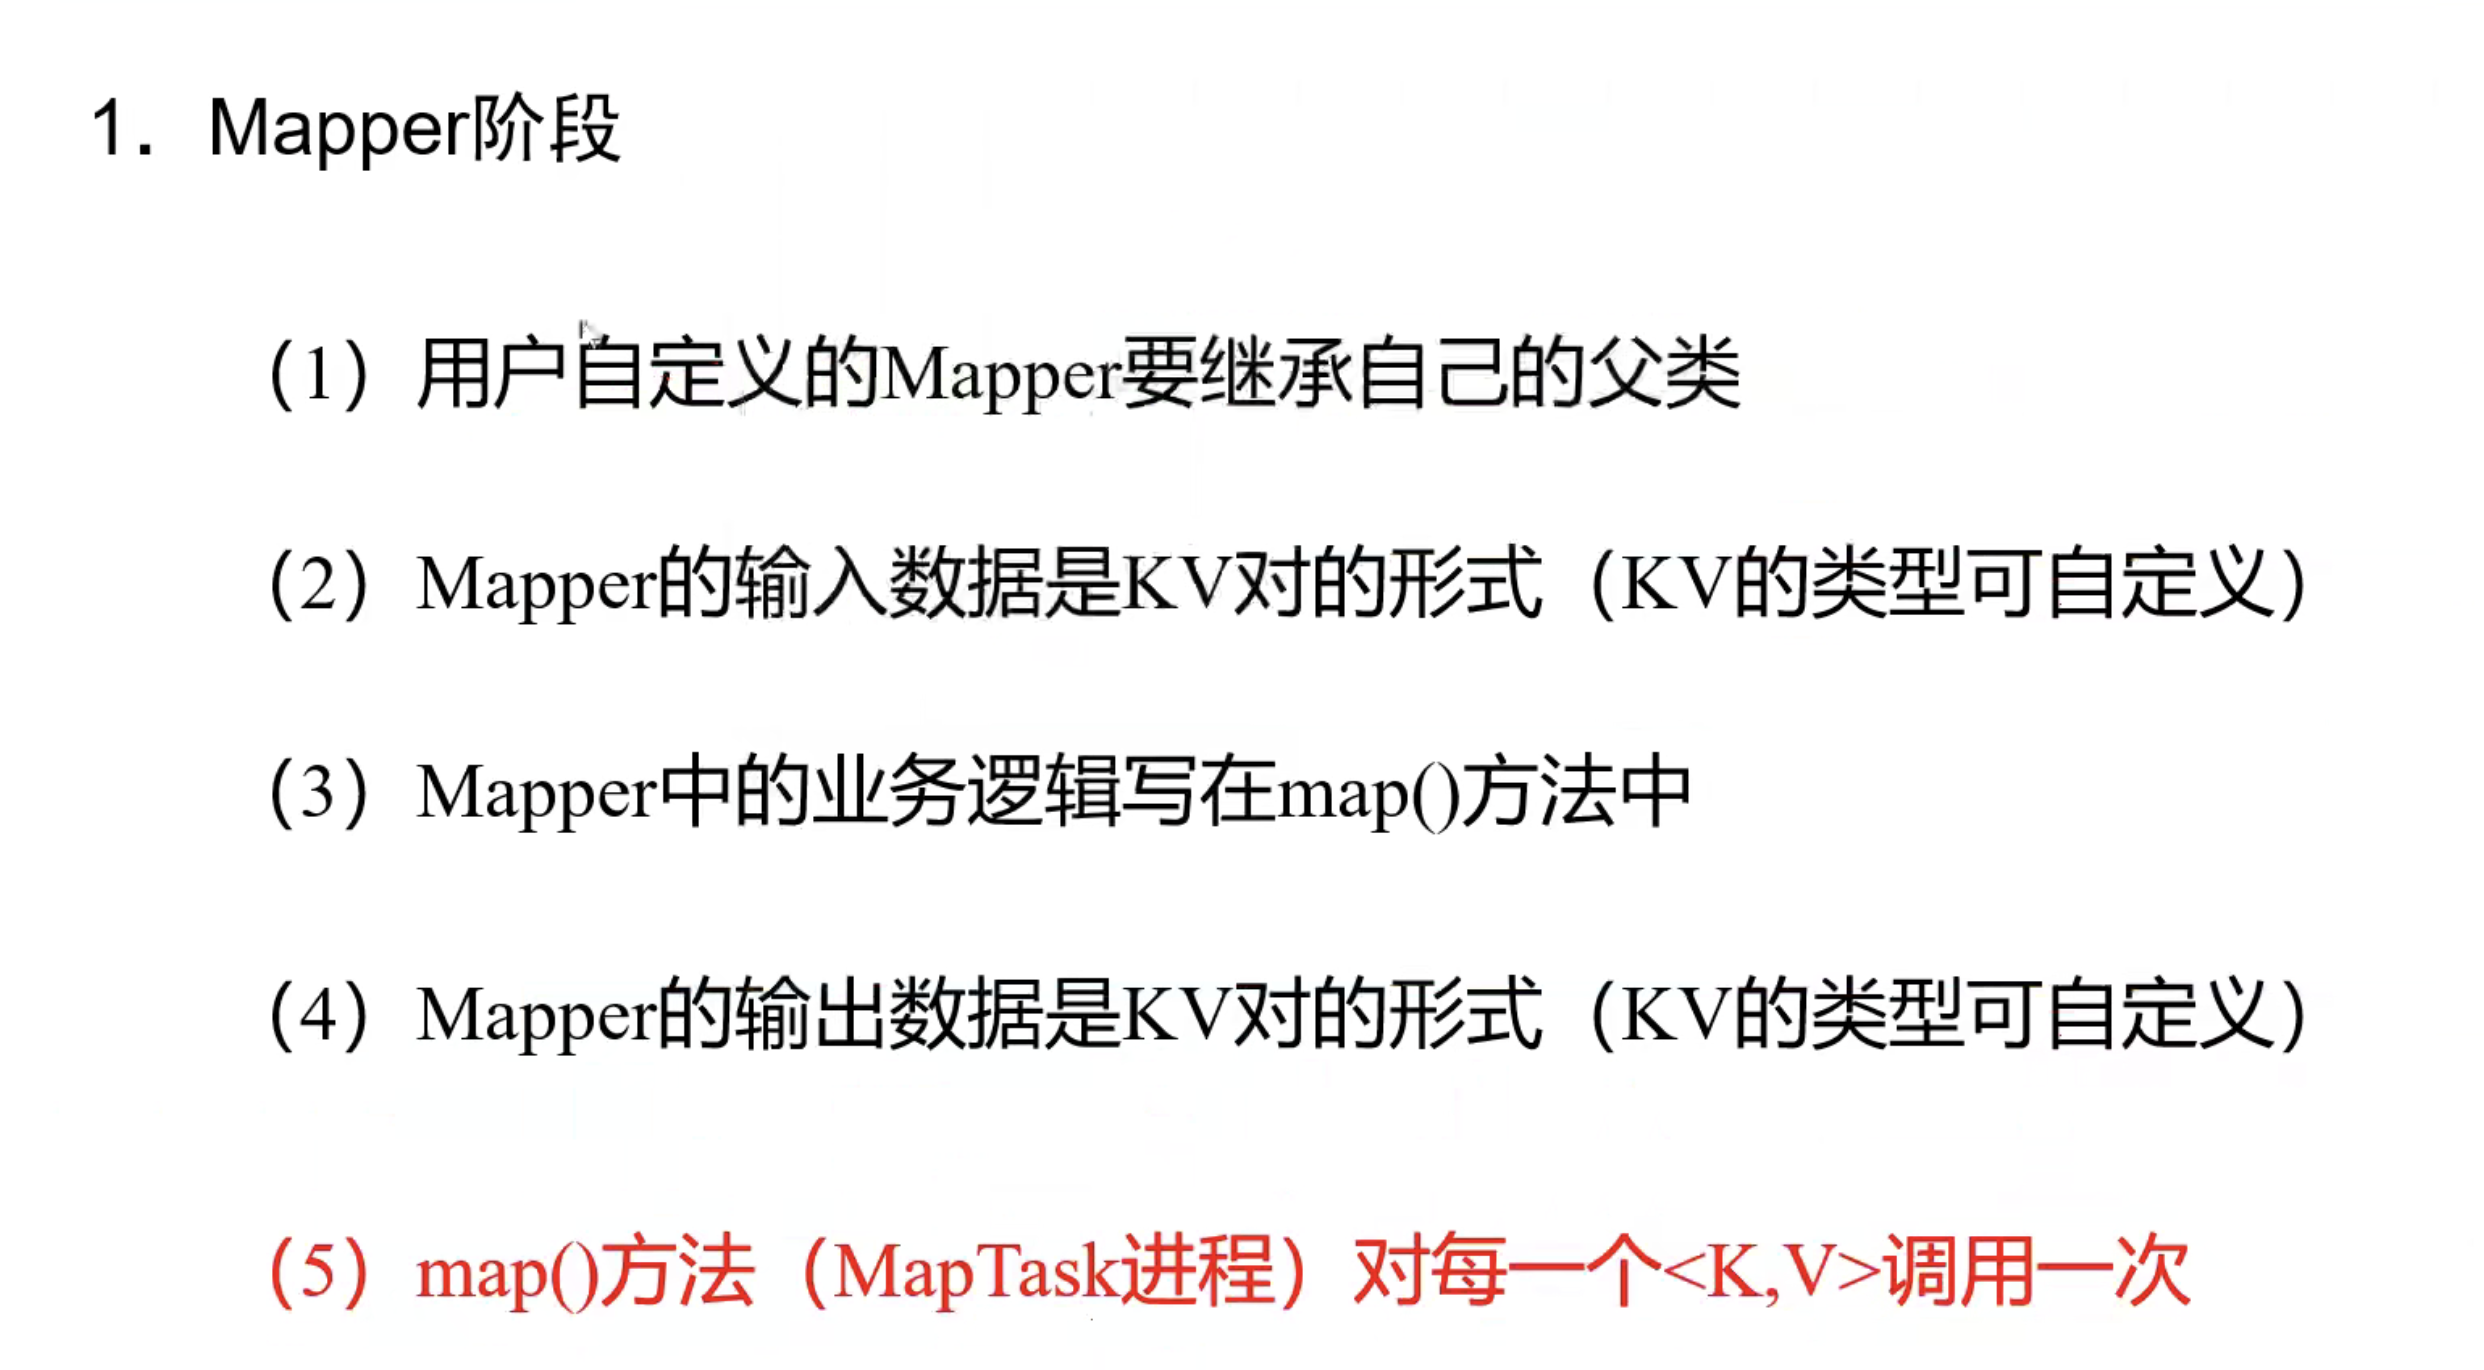 1. Mapper阶段
（1）用户自定义的Mapper要继承自己的父类
（2）Mapper的输入数据是KV对的形式（KV的类型可自定义）
（3）Mapper中的业务逻辑写在map()方法中
（4）Mapper的输出数据是KV对的形式（KV的类型可自定义）
（5）map()方法（MapTask进程）对每一个<K,V>调用一次